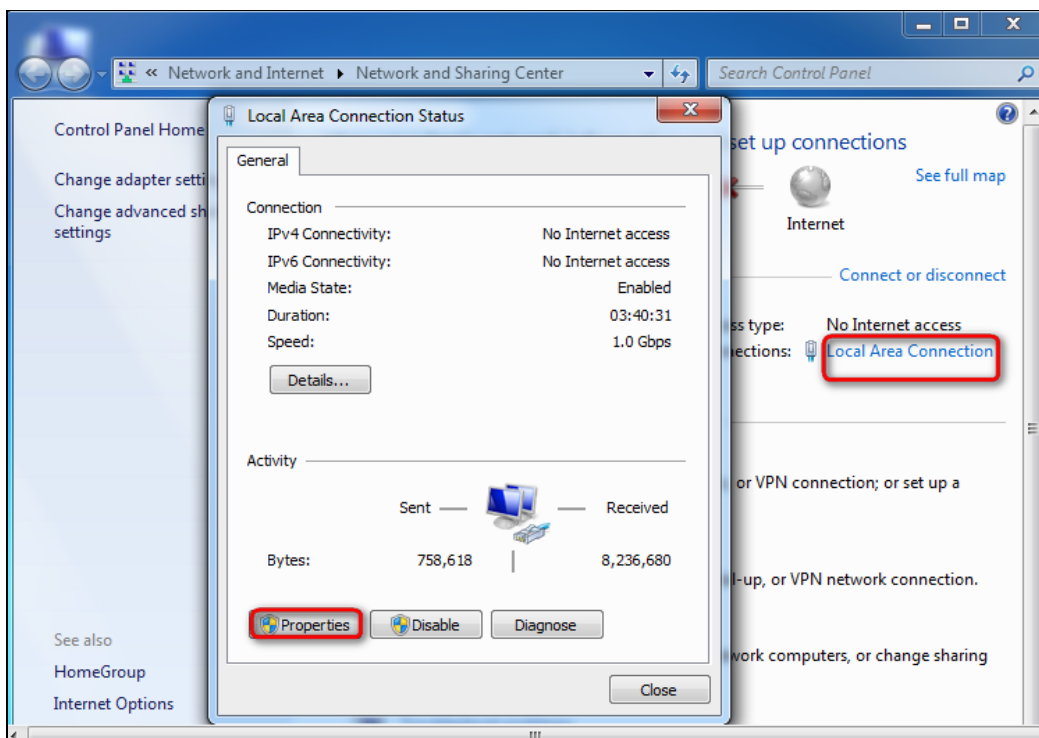 « Network and Internet ▸ Network and Sharing Center
Search Control Panel
Control Panel Home
Change adapter setti
Change advanced sh
settings
See also
HomeGroup
Internet Options
Local Area Connection Status
General
Connection
IPv4 Connectivity: No Internet access
IPv6 Connectivity: No Internet access
Media State: Enabled
Duration: 03:40:31
Speed: 1.0 Gbps
Details...
Activity
Sent Received
Bytes: 758,618 8,236,680
Properties Disable Diagnose
Close
set up connections
See full map
Internet
Connect or disconnect
ss type: No Internet access
nections: Local Area Connection
or VPN connection; or set up a
l-up, or VPN network connection.
work computers, or change sharing